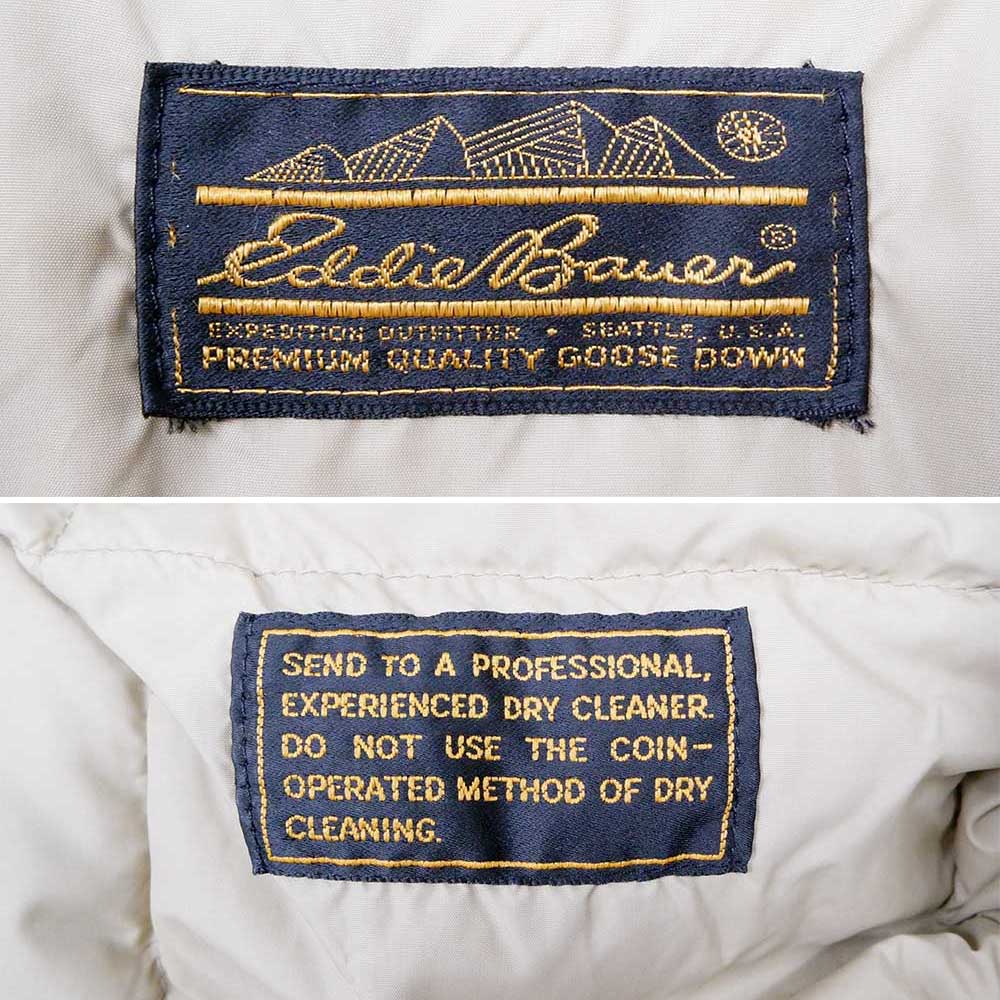 Eddie Bauer ®
EXPEDITION OUTFITTER • SEATTLE, U.S.A.
PREMIUM QUALITY GOOSE DOWN
SEND TO A PROFESSIONAL,
EXPERIENCED DRY CLEANER.
DO NOT USE THE COIN-
OPERATED METHOD OF DRY
CLEANING.